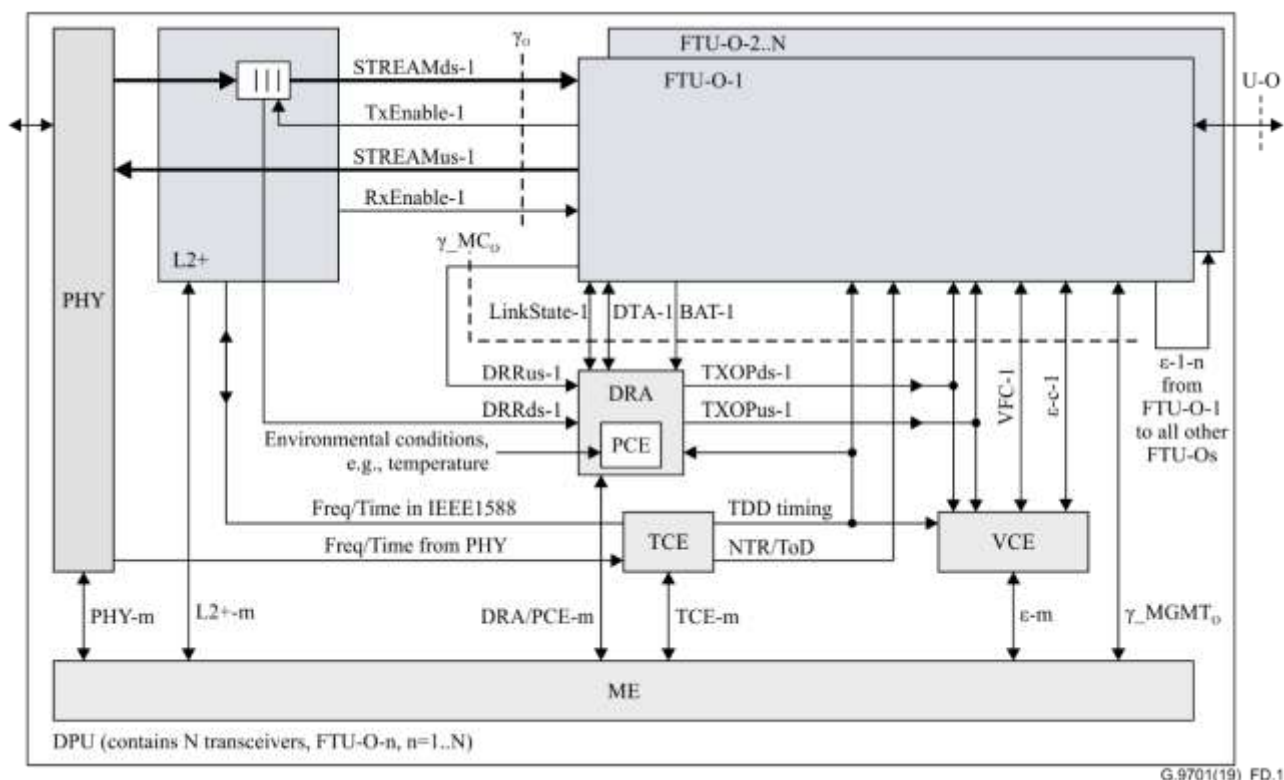 γ₀
FTU-O-2..N
STREAMds-1
FTU-O-1
U-O
TxEnable-1
STREAMus-1
RxEnable-1
L2+
γ_MC₀
PHY
LinkState-1
DTA-1
BAT-1
DRRus-1
DRA
TXOPds-1
DRRds-1
TXOPus-1
VFC-1
ε-c-1
ε-1-n
from
FTU-O-1
to all other
FTU-Os
Environmental conditions,
e.g., temperature
PCE
Freq/Time in IEEE1588
TDD timing
TCE
VCE
Freq/Time from PHY
NTR/ToD
PHY-m
L2+-m
DRA/PCE-m
TCE-m
ε-m
γ_MGMT₀
ME
DPU (contains N transceivers, FTU-O-n, n=1..N)
G.9701(19)_FD.1